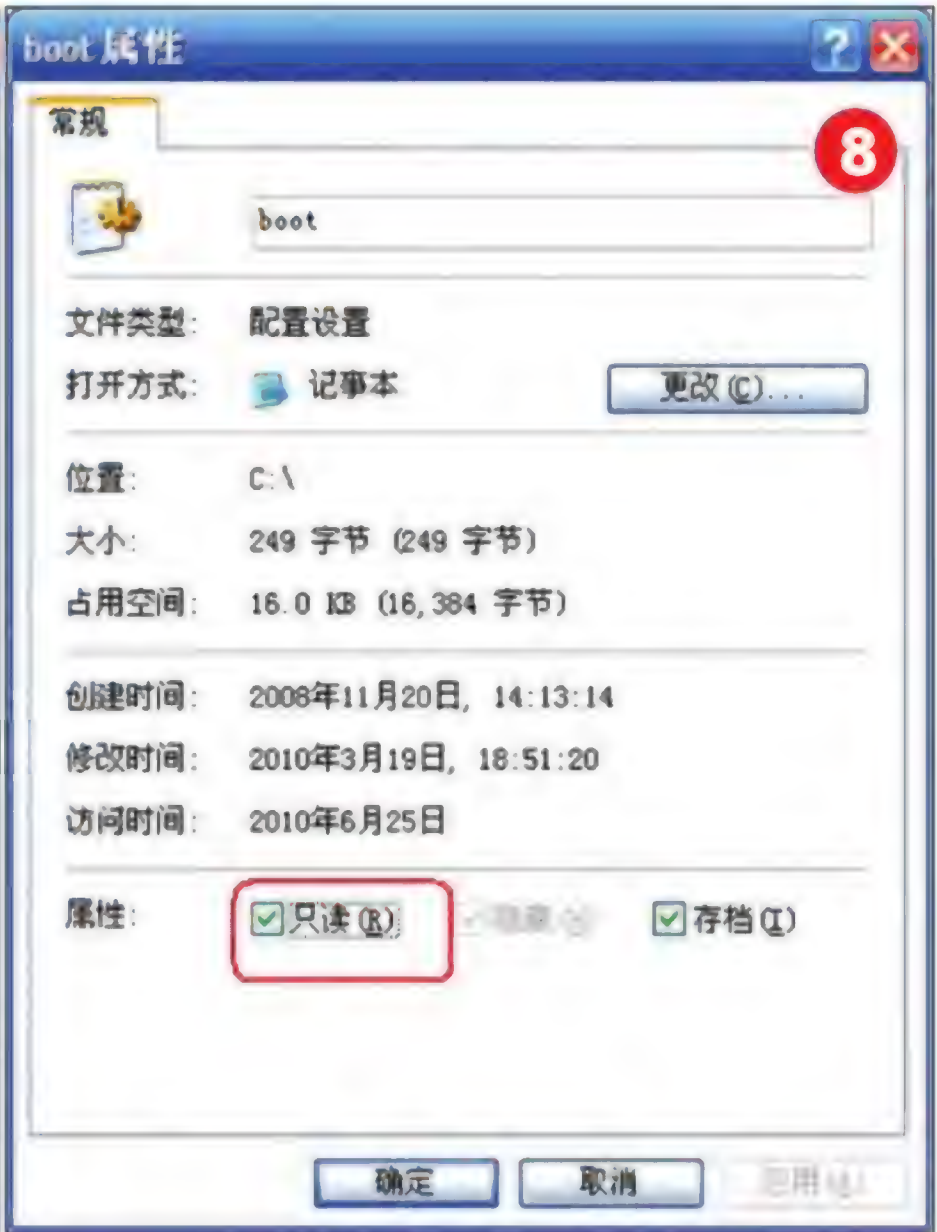 boot 属性
常规
8
boot
文件类型: 配置设置
打开方式: 记事本 更改(C)...
位置: C:\
大小: 249 字节 (249 字节)
占用空间: 16.0 KB (16,384 字节)
创建时间: 2008年11月20日, 14:13:14
修改时间: 2010年3月19日, 18:51:20
访问时间: 2010年6月25日
属性: 只读(R) 隐藏(H) 存档(I)
确定 取消 应用(A)